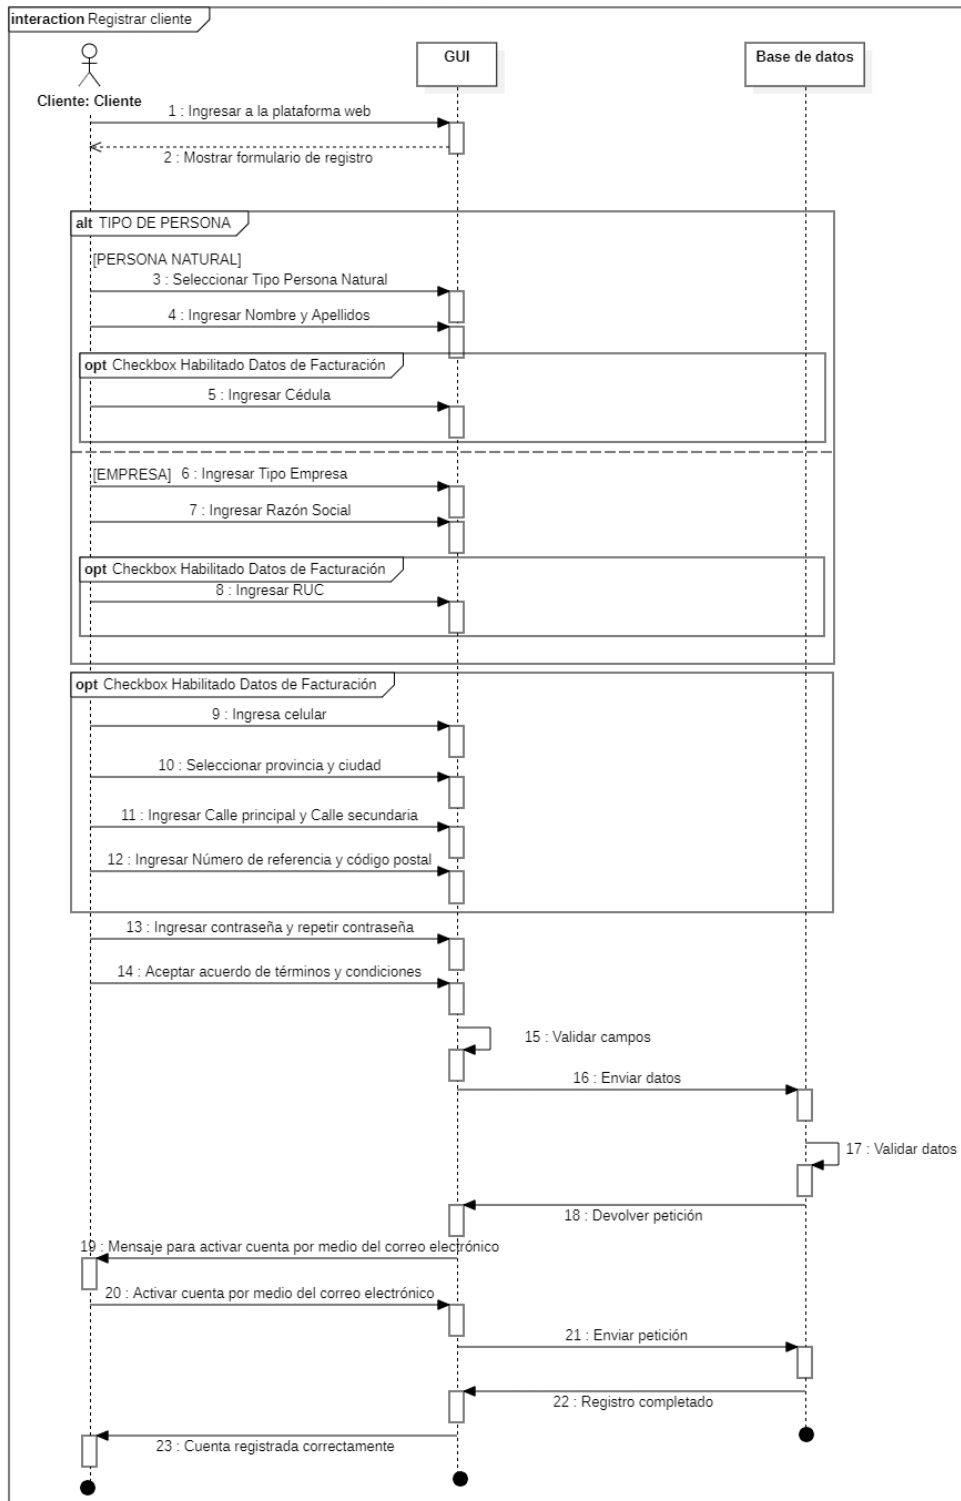 interaction Registrar cliente
GUI
Base de datos
Cliente: Cliente
1 : Ingresar a la plataforma web
2 : Mostrar formulario de registro
alt TIPO DE PERSONA
[PERSONA NATURAL]
3 : Seleccionar Tipo Persona Natural
4 : Ingresar Nombre y Apellidos
opt Checkbox Habilitado Datos de Facturación
5 : Ingresar Cédula
[EMPRESA] 6 : Ingresar Tipo Empresa
7 : Ingresar Razón Social
opt Checkbox Habilitado Datos de Facturación
8 : Ingresar RUC
opt Checkbox Habilitado Datos de Facturación
9 : Ingresa celular
10 : Seleccionar provincia y ciudad
11 : Ingresar Calle principal y Calle secundaria
12 : Ingresar Número de referencia y código postal
13 : Ingresar contraseña y repetir contraseña
14 : Aceptar acuerdo de términos y condiciones
15 : Validar campos
16 : Enviar datos
17 : Validar datos
18 : Devolver petición
19 : Mensaje para activar cuenta por medio del correo electrónico
20 : Activar cuenta por medio del correo electrónico
21 : Enviar petición
22 : Registro completado
23 : Cuenta registrada correctamente